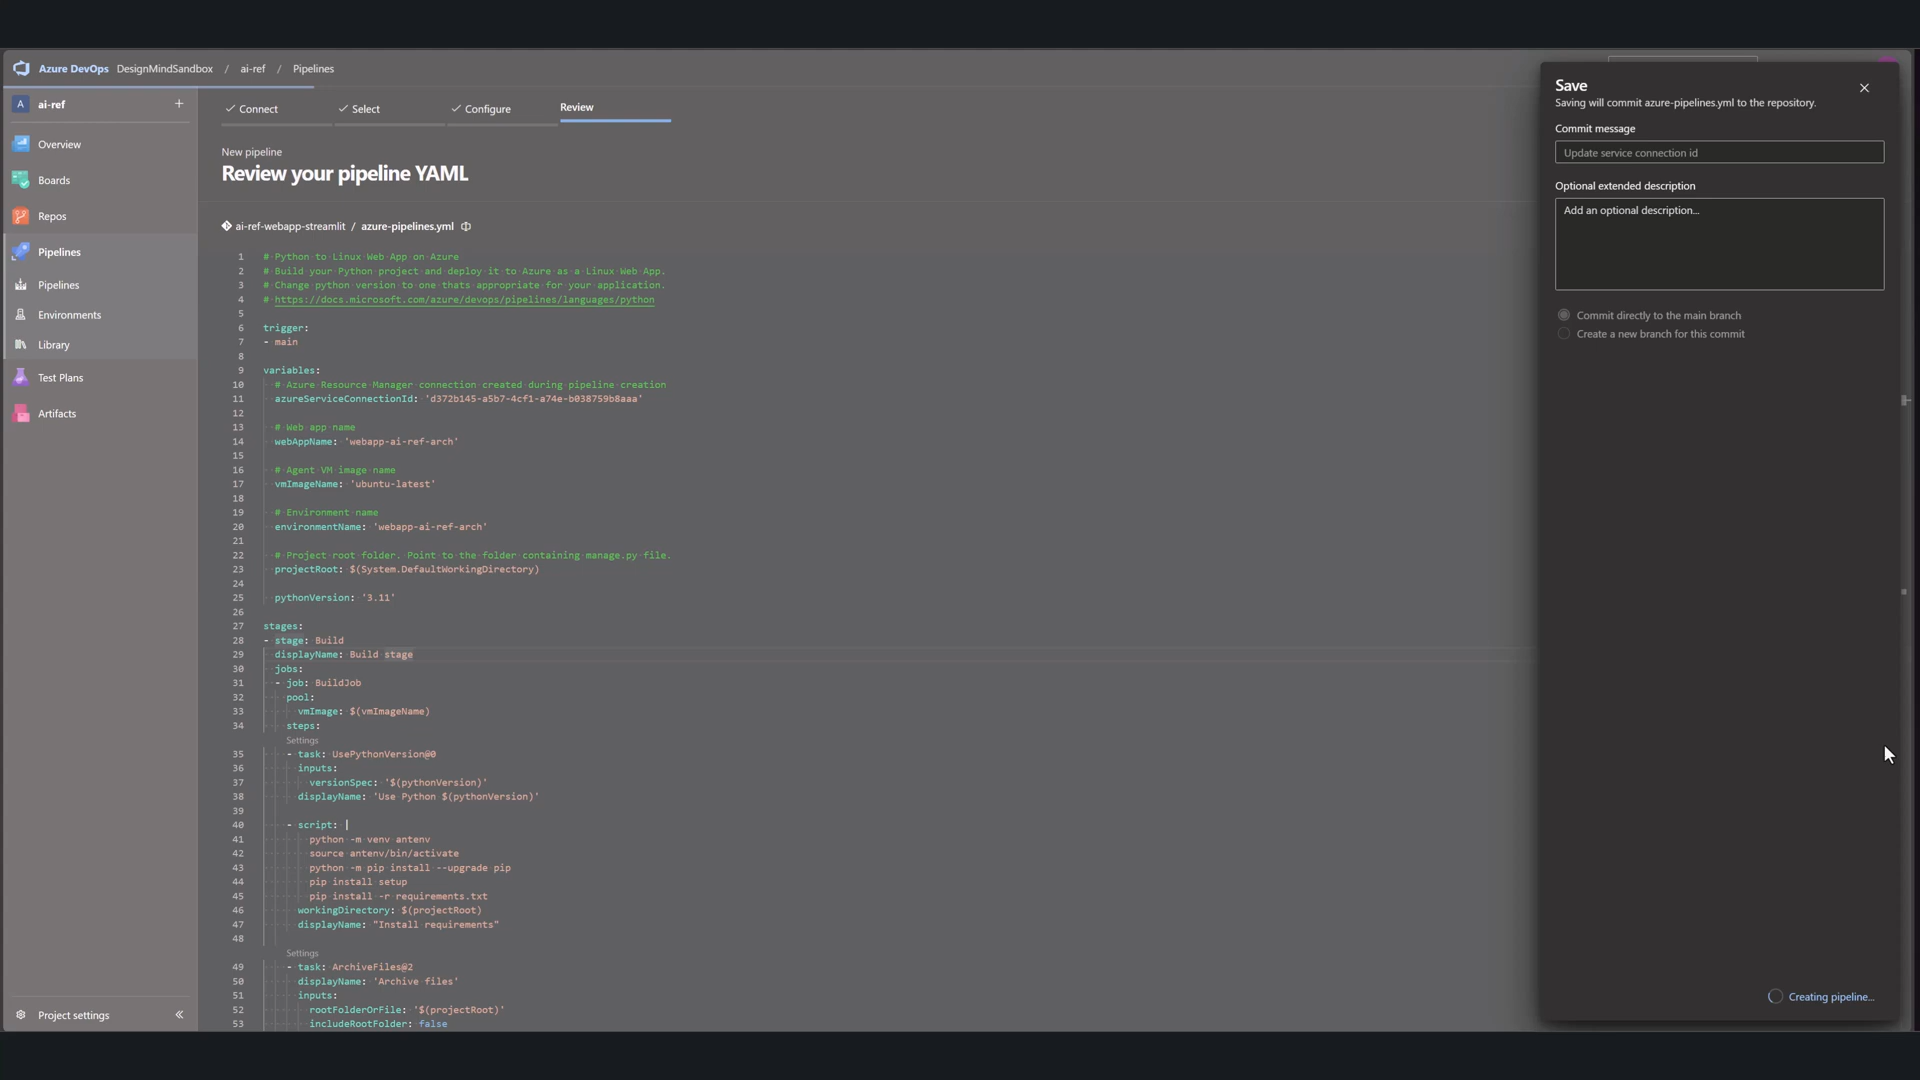 Azure DevOps DesignMindSandbox / ai-ref / Pipelines
A ai-ref +
Overview
Boards
Repos
Pipelines
Pipelines
Environments
Library
Test Plans
Artifacts
Project settings
Connect
Select
Configure
Review
New pipeline
Review your pipeline YAML
ai-ref-webapp-streamlit / azure-pipelines.yml
1 # Python to Linux Web App on Azure
2 # Build your Python project and deploy it to Azure as a Linux Web App.
3 # Change python version to one thats appropriate for your application.
4 # https://docs.microsoft.com/azure/devops/pipelines/languages/python
5
6 trigger:
7 - main
8
9 variables:
10 # Azure Resource Manager connection created during pipeline creation
11 azureServiceConnectionId: 'd372b145-a5b7-4cf1-a74e-b038759b8aaa'
12
13 # Web app name
14 webAppName: 'webapp-ai-ref-arch'
15
16 # Agent VM image name
17 vmImageName: 'ubuntu-latest'
18
19 # Environment name
20 environmentName: 'webapp-ai-ref-arch'
21
22 # Project root folder. Point to the folder containing manage.py file.
23 projectRoot: $(System.DefaultWorkingDirectory)
24
25 pythonVersion: '3.11'
26
27 stages:
28 - stage: Build
29 displayName: Build stage
30 jobs:
31 - job: BuildJob
32 pool:
33 vmImage: $(vmImageName)
34 steps:
Settings
35 - task: UsePythonVersion@0
36 inputs:
37 versionSpec: '$(pythonVersion)'
38 displayName: 'Use Python $(pythonVersion)'
39
40 - script: |
41 python -m venv antenv
42 source antenv/bin/activate
43 python -m pip install --upgrade pip
44 pip install setup
45 pip install -r requirements.txt
46 workingDirectory: $(projectRoot)
47 displayName: "Install requirements"
48
Settings
49 - task: ArchiveFiles@2
50 displayName: 'Archive files'
51 inputs:
52 rootFolderOrFile: '$(projectRoot)'
53 includeRootFolder: false
Save
Saving will commit azure-pipelines.yml to the repository.
Commit message
Update service connection id
Optional extended description
Add an optional description...
Commit directly to the main branch
Create a new branch for this commit
Creating pipeline...